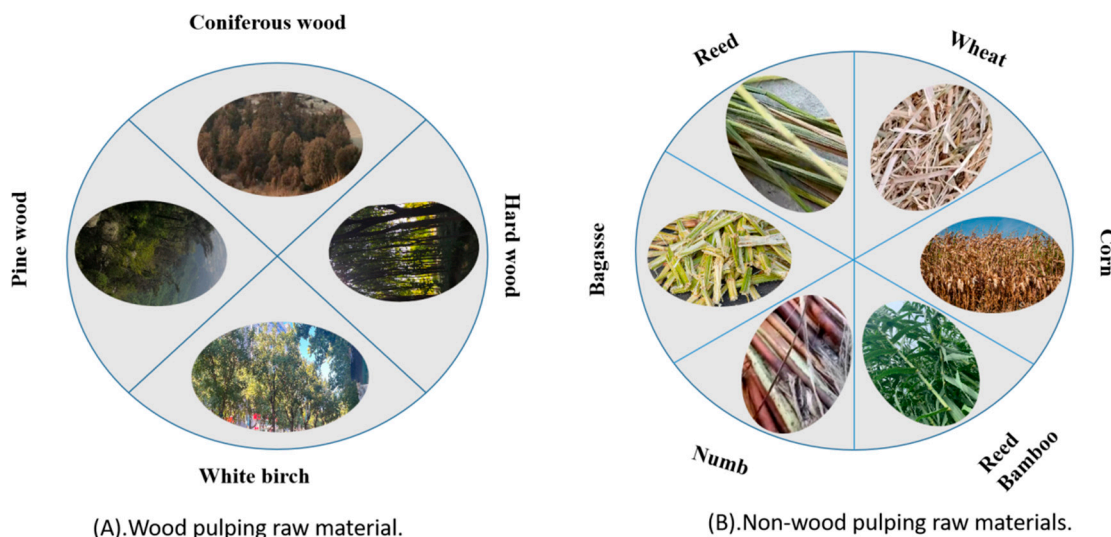 Coniferous wood
Pine wood
Hard wood
White birch
(A).Wood pulping raw material.
Reed
Wheat
Bagasse
Corn
Numb
Reed
Bamboo
(B).Non-wood pulping raw materials.